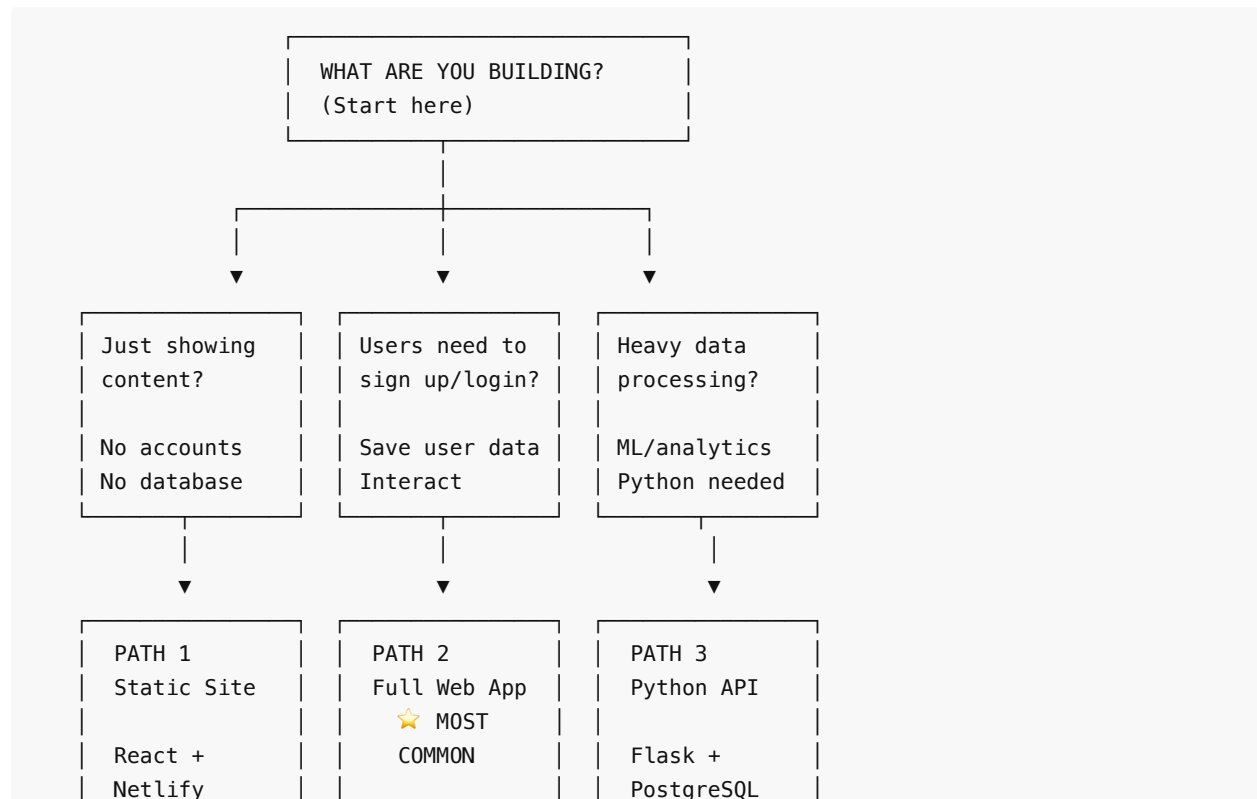 WHAT ARE YOU BUILDING?
(Start here)
Just showing
content?
No accounts
No database
Users need to
sign up/login?
Save user data
Interact
Heavy data
processing?
ML/analytics
Python needed
PATH 1
Static Site
React +
Netlify
PATH 2
Full Web App
⭐ MOST
COMMON
PATH 3
Python API
Flask +
PostgreSQL